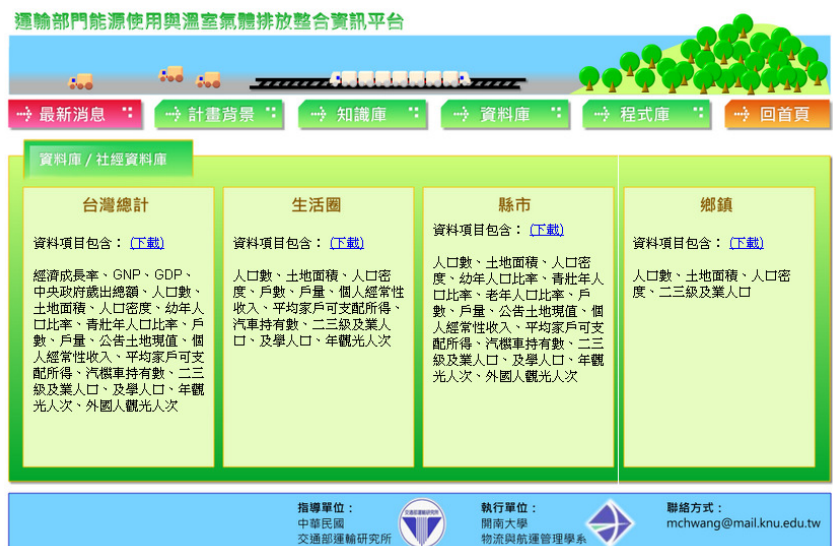 運輸部門能源使用與溫室氣體排放整合資訊平台
最新消息
計畫背景
知識庫
資料庫
程式庫
回首頁
資料庫 / 社經資料庫
台灣總計
資料項目包含： (下載)
經濟成長率、GNP、GDP、
中央政府歲出總額、人口數、
土地面積、人口密度、幼年人
口比率、青壯年人口比率、戶
數、戶量、公告土地現值、個
人經常性收入、平均家戶可支
配所得、汽機車持有數、二三
級及業人口、及學人口、年觀
光人次、外國人觀光人次
生活圈
資料項目包含： (下載)
人口數、土地面積、人口密
度、戶數、戶量、個人經常性
收入、平均家戶可支配所得、
汽車持有數、二三級及業人
口、及學人口、年觀光人次
縣市
資料項目包含： (下載)
人口數、土地面積、人口密
度、幼年人口比率、青壯年人
口比率、老年人口比率、戶
數、戶量、公告土地現值、個
人經常性收入、平均家戶可支
配所得、汽機車持有數、二三
級及業人口、及學人口、年觀
光人次、外國人觀光人次
鄉鎮
資料項目包含： (下載)
人口數、土地面積、人口密
度、二三級及業人口
指導單位：
中華民國
交通部運輸研究所
執行單位：
開南大學
物流與航運管理學系
聯絡方式：
mchwang@mail.knu.edu.tw